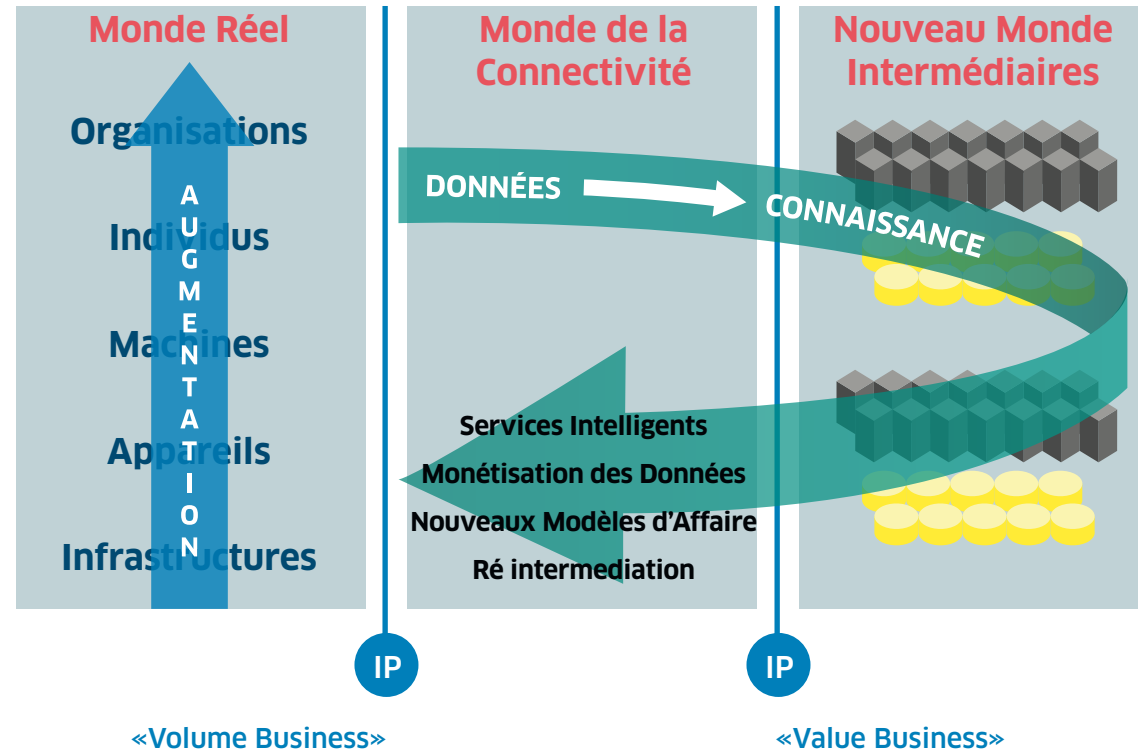 Monde Réel
Organisations
Individus
Machines
Appareils
Infrastructures
AUGMENTATION
Monde de la
Connectivité
DONNÉES
CONNAISSANCE
Services Intelligents
Monétisation des Données
Nouveaux Modèles d’Affaire
Ré intermediation
Nouveau Monde
Intermédiaires
IP
IP
«Volume Business»
«Value Business»